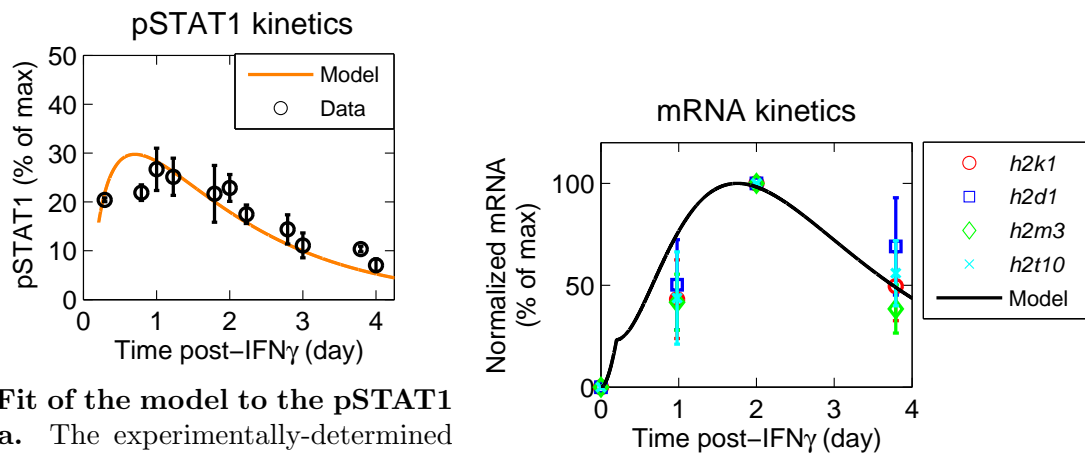 pSTAT1 kinetics
50
40
30
20
10
0
pSTAT1 (% of max)
Model
Data
0 1 2 3 4
Time post−IFNγ (day)
Fit of the model to the pSTAT1
a. The experimentally-determined
mRNA kinetics
100
50
0
Normalized mRNA
(% of max)
h2k1
h2d1
h2m3
h2t10
Model
0 1 2 3 4
Time post−IFNγ (day)